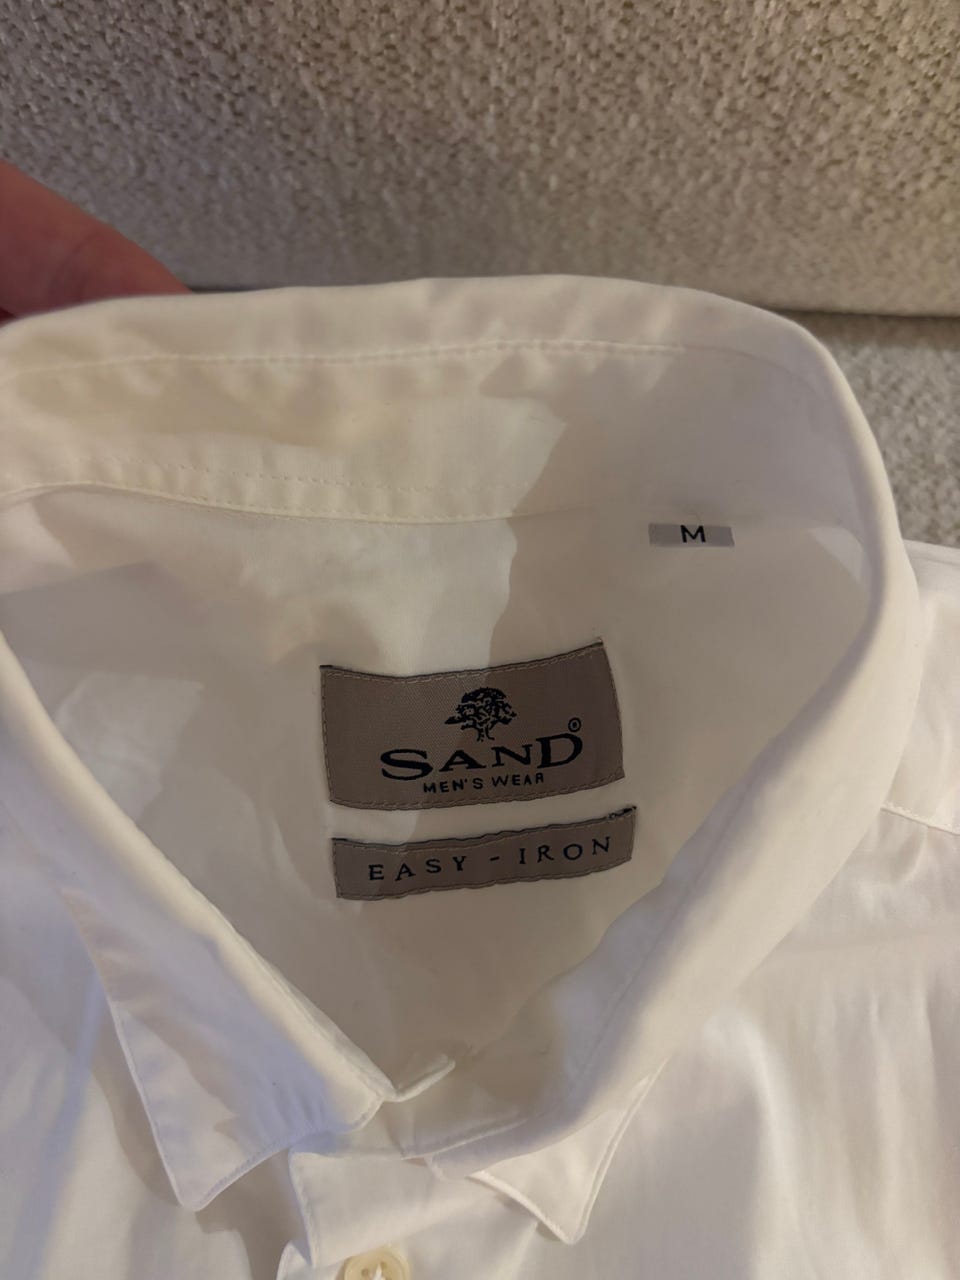 M
SAND®
MEN'S WEAR
EASY - IRON